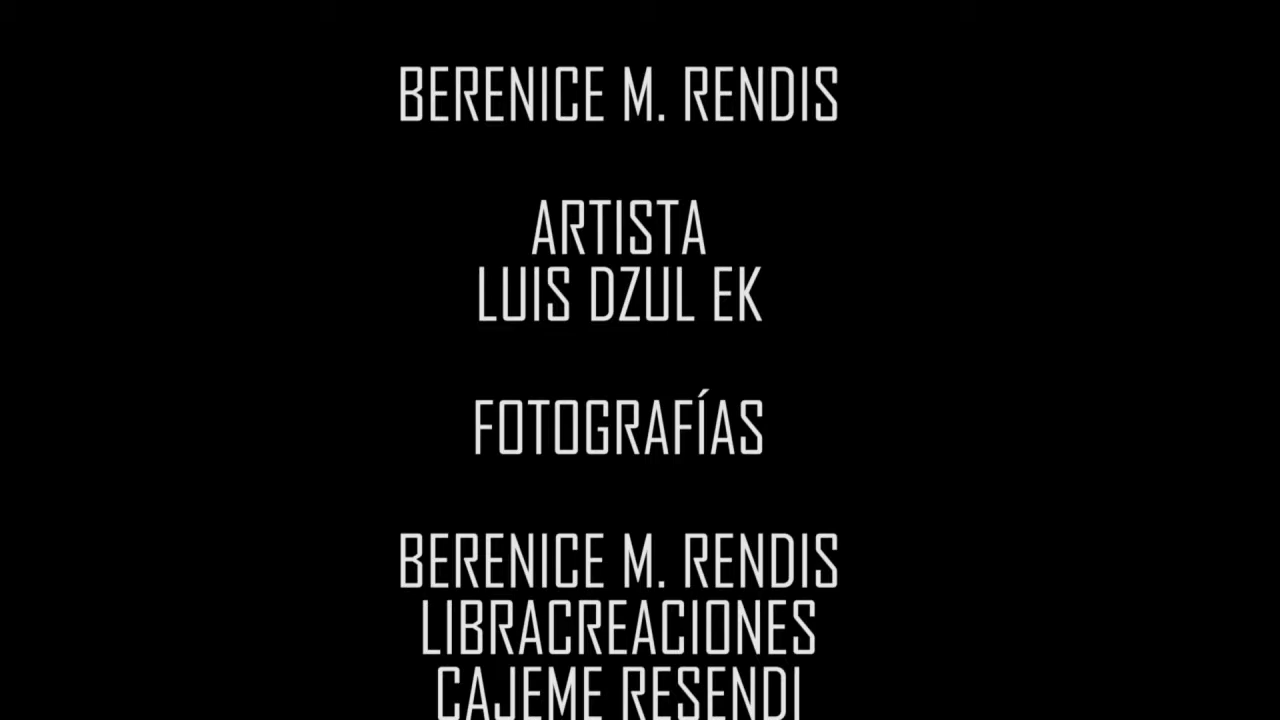 BERENICE M. RENDIS
ARTISTA
LUIS DZUL EK
FOTOGRAFÍAS
BERENICE M. RENDIS
LIBRACREACIONES
CAJEME RESENDI